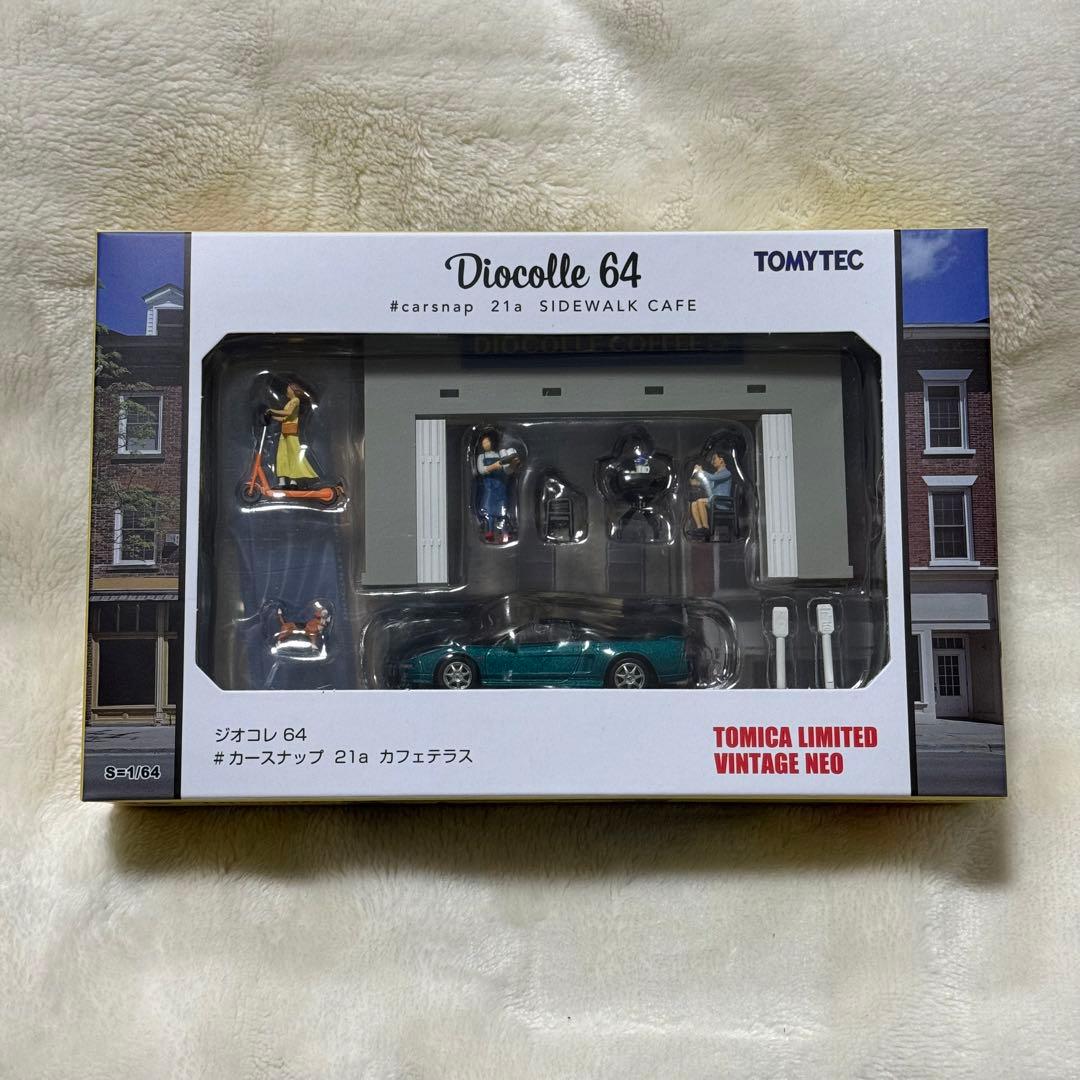 Diocolle 64
TOMYTEC
#carsnap 21a SIDEWALK CAFE
DIOCOLLE COFFEE
ジオコレ 64
#カースナップ 21a カフェテラス
TOMICA LIMITED
VINTAGE NEO
S=1/64